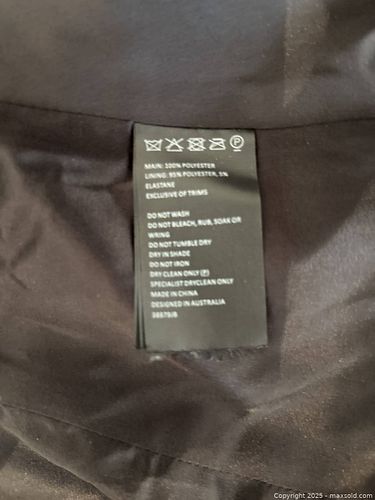 MAIN: 100% POLYESTER
LINING: 95% POLYESTER, 5%
ELASTANE
EXCLUSIVE OF TRIMS
DO NOT WASH
DO NOT BLEACH, RUB, SOAK OR
WRING
DO NOT TUMBLE DRY
DRY IN SHADE
DO NOT IRON
DRY CLEAN ONLY Ⓟ
SPECIALIST DRYCLEAN ONLY
MADE IN CHINA
DESIGNED IN AUSTRALIA
Copyright 2025 - maxsold.com